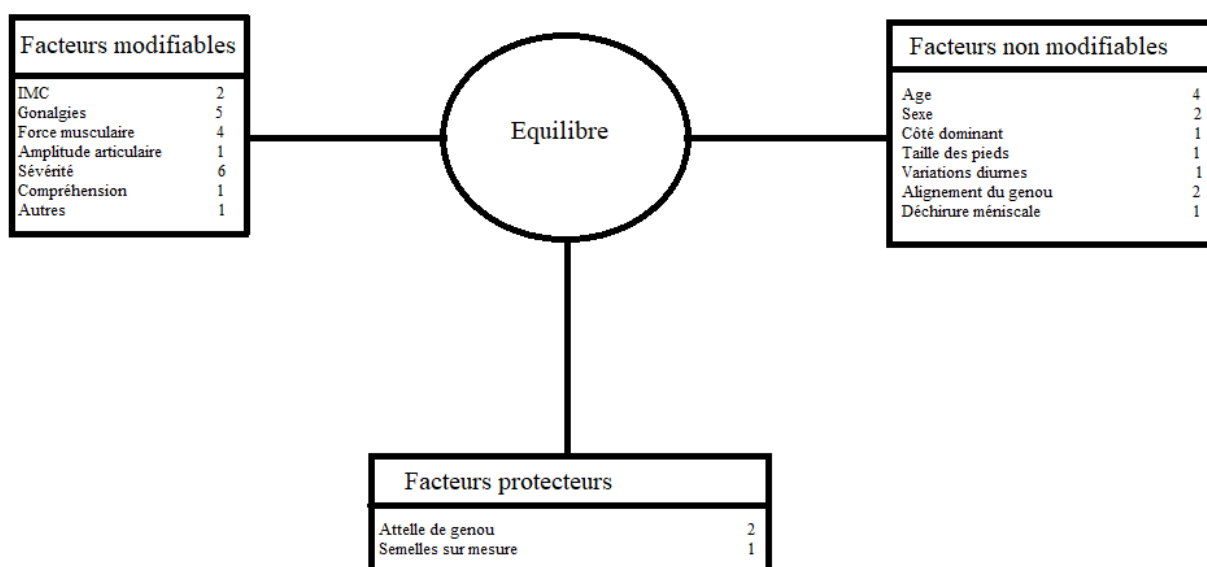 Facteurs modifiables
IMC 2
Gonalgies 5
Force musculaire 4
Amplitude articulaire 1
Sévérité 6
Compréhension 1
Autres 1
Equilibre
Facteurs non modifiables
Age 4
Sexe 2
Côté dominant 1
Taille des pieds 1
Variations diurnes 1
Alignement du genou 2
Déchirure méniscale 1
Facteurs protecteurs
Attelle de genou 2
Semelles sur mesure 1